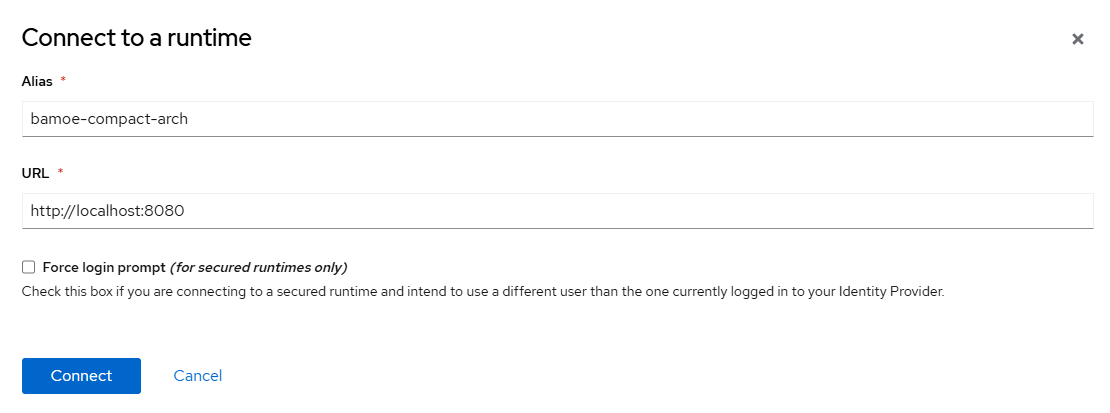 Connect to a runtime
Alias *
bamoe-compact-arch
URL *
http://localhost:8080
Force login prompt (for secured runtimes only)
Check this box if you are connecting to a secured runtime and intend to use a different user than the one currently logged in to your Identity Provider.
Connect Cancel